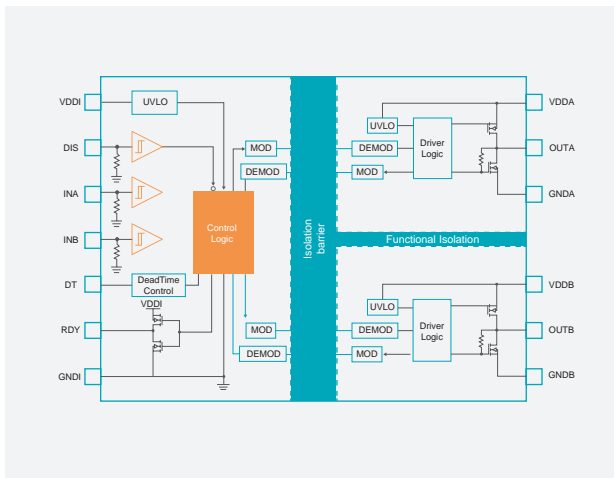 VDDI
UVLO
DIS
INA
INB
DT
DeadTime
Control
VDDI
RDY
GNDI
Control
Logic
MOD
DEMOD
MOD
DEMOD
Isolation
barrier
UVLO
DEMOD
MOD
Driver
Logic
VDDA
OUTA
GNDA
Functional Isolation
UVLO
DEMOD
MOD
Driver
Logic
VDDB
OUTB
GNDB